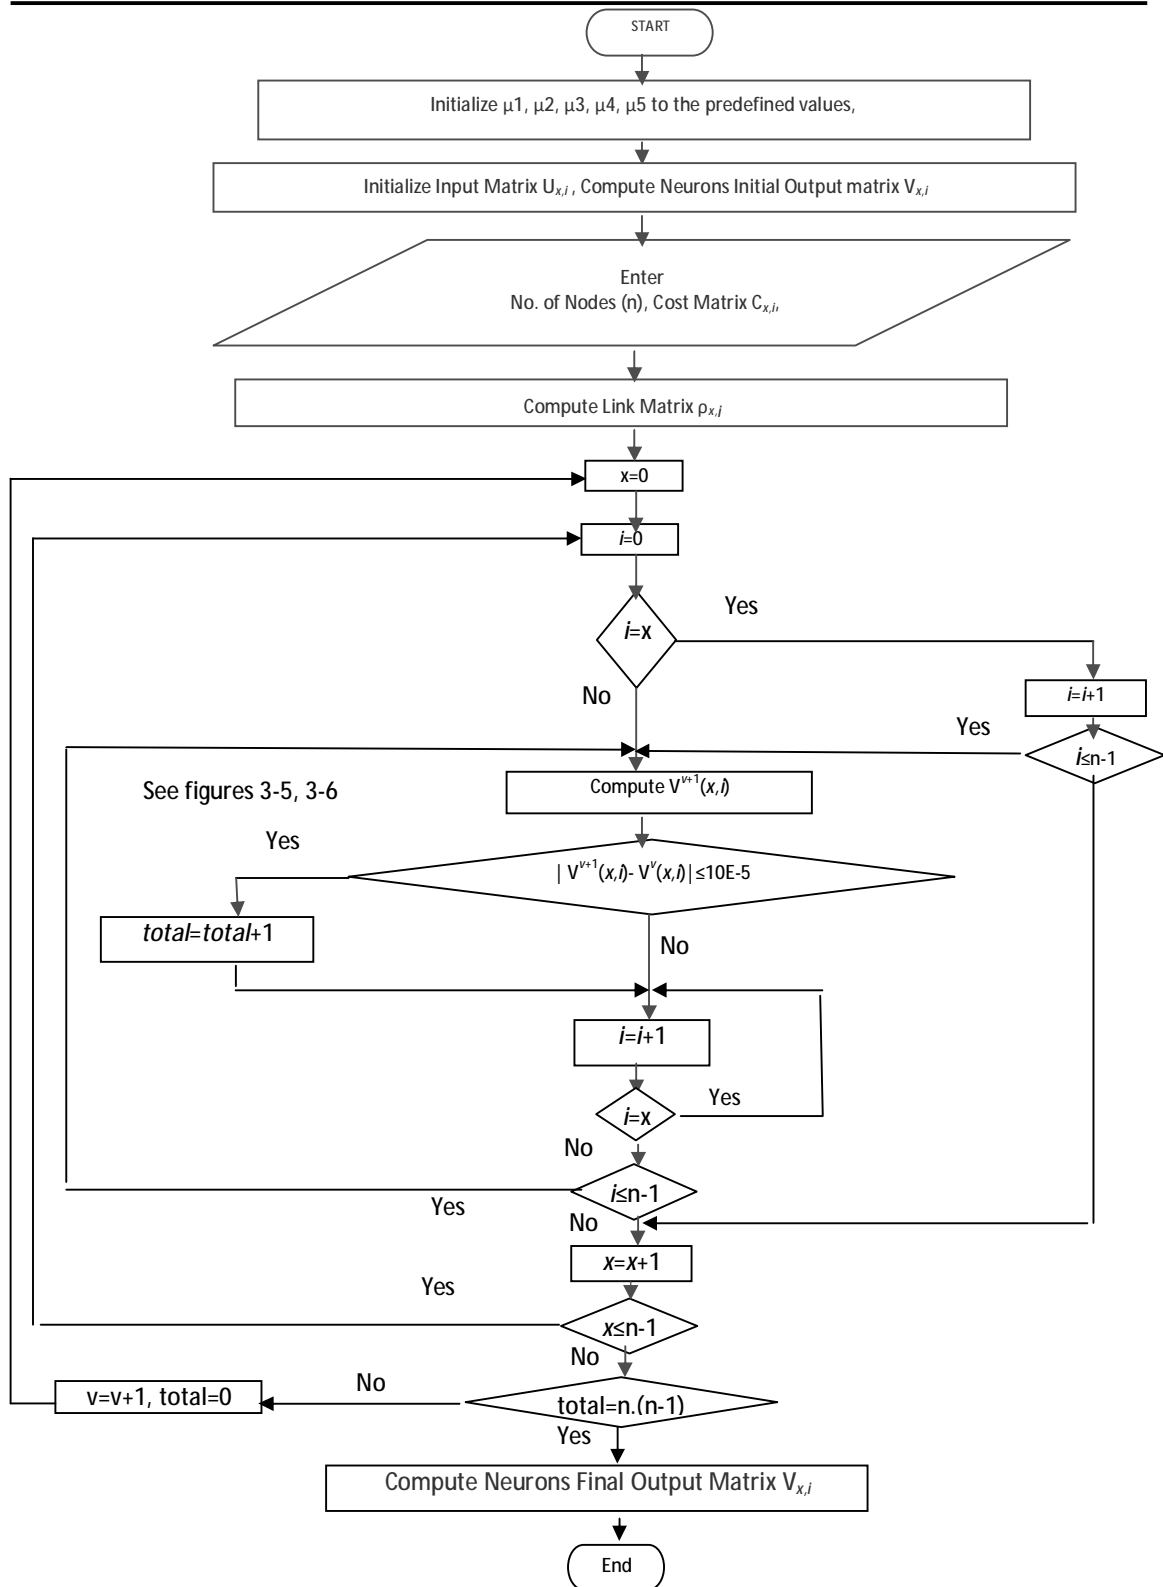 START
Initialize µ1, µ2, µ3, µ4, µ5 to the predefined values,
Initialize Input Matrix Ux,i, Compute Neurons Initial Output matrix Vx,i
Enter
No. of Nodes (n), Cost Matrix Cx,i,
Compute Link Matrix ρx,i
x=0
i=0
Yes
i=x
No
i=i+1
Yes
i≤n-1
Compute Vv+1(x,i)
See figures 3-5, 3-6
Yes
| Vv+1(x,i)- Vv(x,i)| ≤10E-5
total=total+1
No
i=i+1
i=x
Yes
No
i≤n-1
Yes
No
x=x+1
Yes
x≤n-1
No
No
v=v+1, total=0
total=n.(n-1)
Yes
Compute Neurons Final Output Matrix Vx,i
End